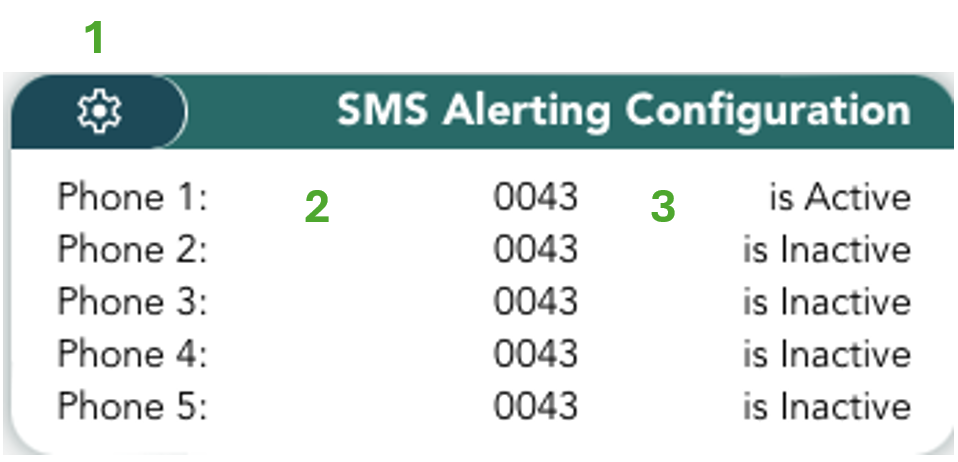 1
SMS Alerting Configuration
Phone 1: 2 0043 3 is Active
Phone 2: 0043 is Inactive
Phone 3: 0043 is Inactive
Phone 4: 0043 is Inactive
Phone 5: 0043 is Inactive